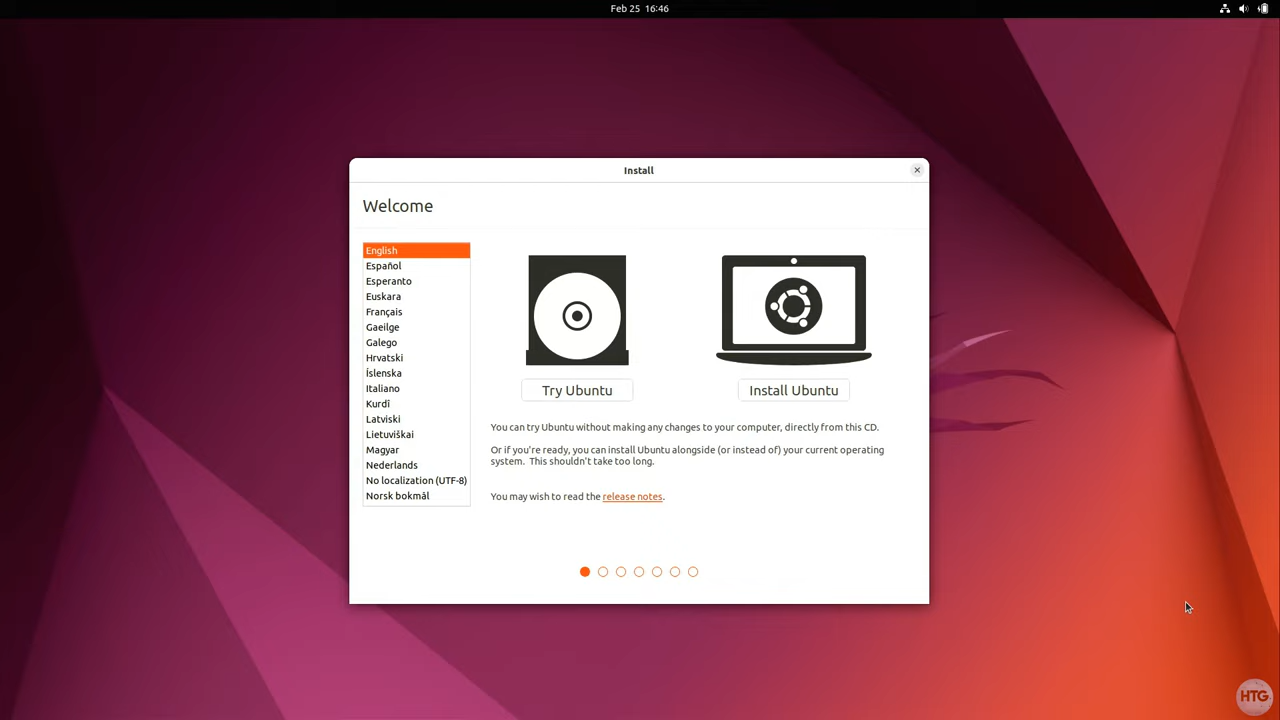 Feb 25 16:46
Install
Welcome
English
Español
Esperanto
Euskara
Français
Gaeilge
Galego
Hrvatski
Íslenska
Italiano
Kurdî
Latviski
Lietuviškai
Magyar
Nederlands
No localization (UTF-8)
Norsk bokmål
Try Ubuntu
Install Ubuntu
You can try Ubuntu without making any changes to your computer, directly from this CD.
Or if you're ready, you can install Ubuntu alongside (or instead of) your current operating
system. This shouldn't take too long.
You may wish to read the release notes.
HTG